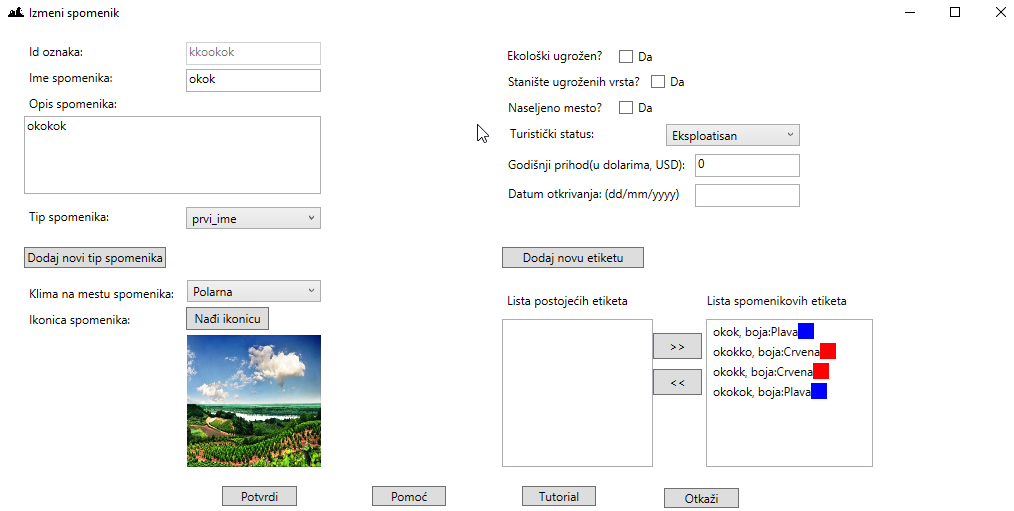 Izmeni spomenik
Id oznaka:
kkookok
Ime spomenika:
okok
Opis spomenika:
okokok
Tip spomenika:
prvi_ime
Dodaj novi tip spomenika
Klima na mestu spomenika:
Polarna
Ikonica spomenika:
Nađi ikonicu
Ekološki ugrožen?
Da
Stanište ugroženih vrsta?
Da
Naseljeno mesto?
Da
Turistički status:
Eksploatisan
Godišnji prihod(u dolarima, USD):
0
Datum otkrivanja: (dd/mm/yyyy)
Dodaj novu etiketu
Lista postojećih etiketa
Lista spomenikovih etiketa
>>
<<
okok, boja:Plava
okokko, boja:Crvena
okokk, boja:Crvena
okokok, boja:Plava
Potvrdi
Pomoć
Tutorial
Otkaži